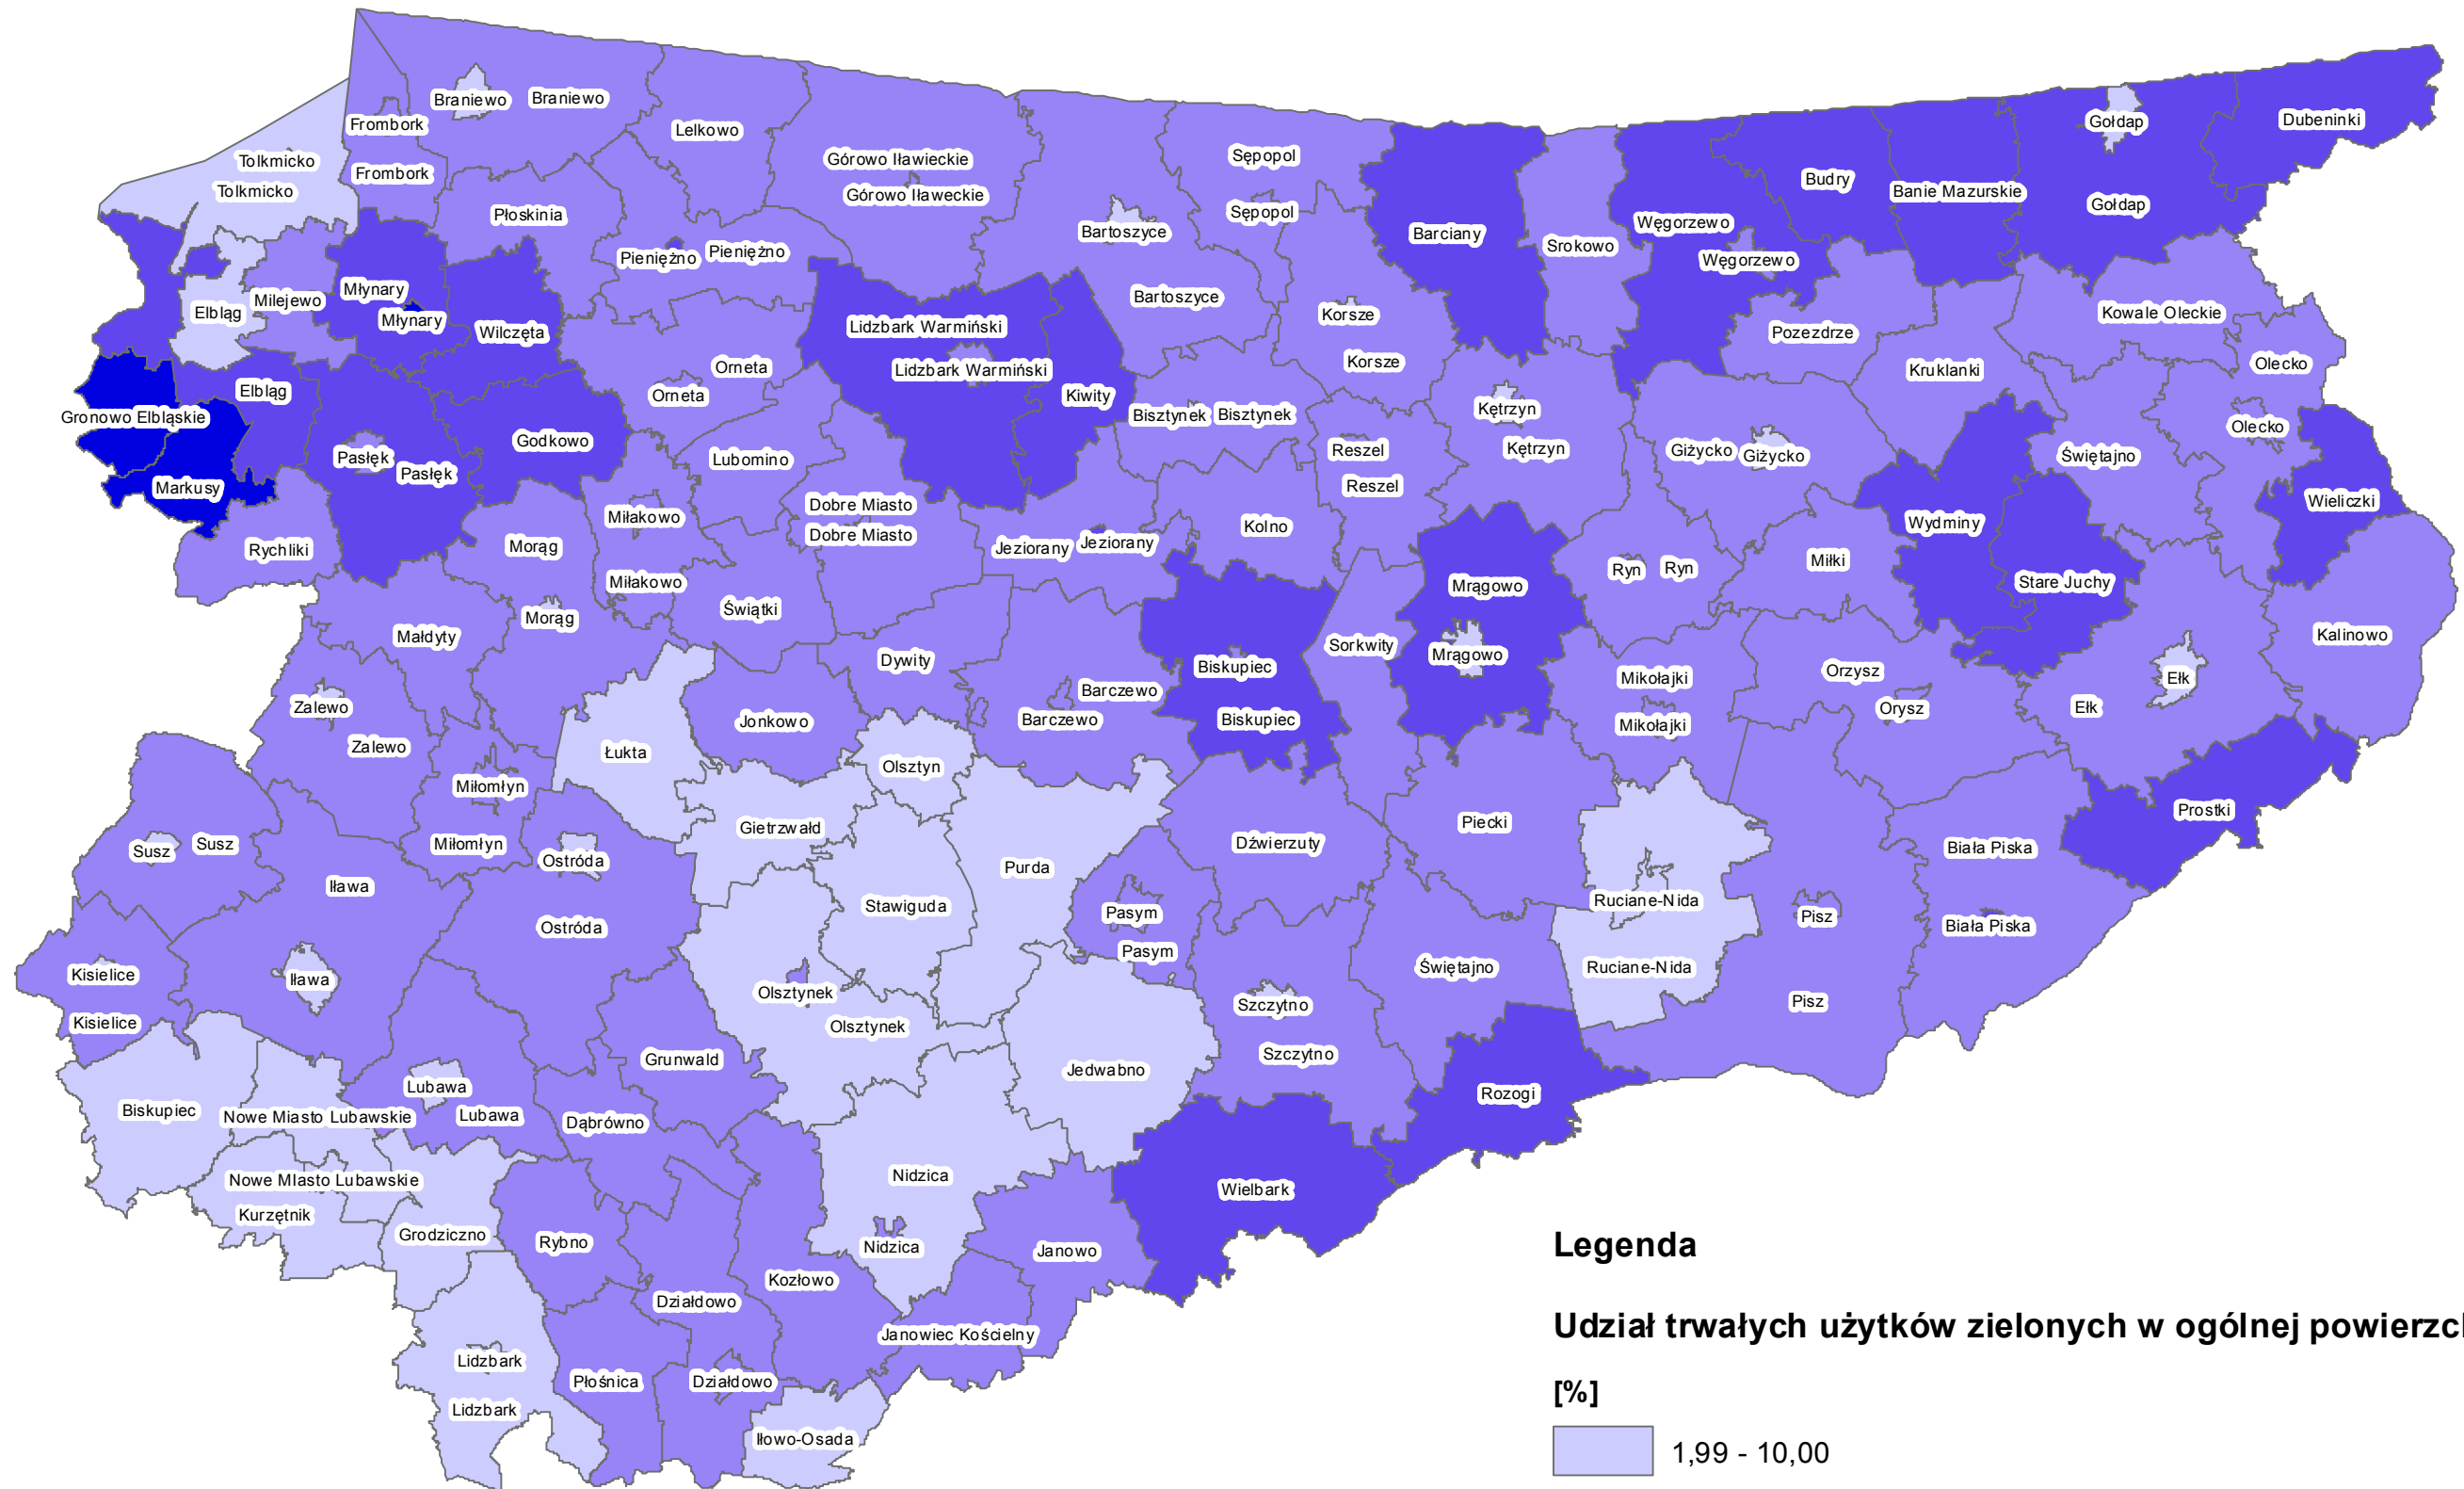 Braniewo
Braniewo
Frombork
Lelkowo
Gołdap
Dubeninki
Tolkmicko
Tolkmicko
Frombork
Górowo Iławieckie
Górowo Iławeckie
Sępopol
Sępopol
Budry
Banie Mazurskie
Gołdap
Płoskinia
Bartoszyce
Barciany
Srokowo
Węgorzewo
Węgorzewo
Pieniężno
Pieniężno
Młynary
Milejewo
Elbląg
Młynary
Wilczęta
Lidzbark Warmiński
Bartoszyce
Korsze
Pozezdrze
Kowale Oleckie
Orneta
Lidzbark Warmiński
Korsze
Kruklanki
Olecko
Elbląg
Orneta
Kiwity
Gronowo Elbląskie
Bisztynek
Bisztynek
Kętrzyn
Olecko
Godkowo
Pasłęk
Pasłęk
Lubomino
Reszel
Kętrzyn
Giżycko
Giżycko
Świętajno
Markusy
Reszel
Wieliczki
Dobre Miasto
Dobre Miasto
Miłakowo
Kolno
Wydminy
Rychliki
Morąg
Jeziorany
Jeziorany
Miłki
Ryn
Ryn
Miłakowo
Mrągowo
Stare Juchy
Świątki
Morąg
Małdyty
Dywity
Sorkwity
Kalinowo
Biskupiec
Mrągowo
Orzysz
Mikołajki
Ełk
Barczewo
Barczewo
Zalewo
Jonkowo
Biskupiec
Mikołajki
Orysz
Ełk
Zalewo
Łukta
Olsztyn
Miłomłyn
Prostki
Gietrzwałd
Piecki
Susz
Susz
Miłomłyn
Ostróda
Dźwierzuty
Biała Piska
Iława
Purda
Stawiguda
Ruciane-Nida
Pasym
Pisz
Ostróda
Biała Piska
Pasym
Kisielice
Iława
Świętajno
Ruciane-Nida
Olsztynek
Szczytno
Pisz
Kisielice
Olsztynek
Grunwald
Szczytno
Jedwabno
Lubawa
Rozogi
Biskupiec
Nowe Miasto Lubawskie
Lubawa
Dąbrówno
Nowe MIasto Lubawskie
Nidzica
Wielbark
Kurzętnik
Grodziczno
Rybno
Nidzica
Janowo
Kozłowo
Działdowo
Janowiec Kościelny
Lidzbark
Płośnica
Działdowo
Lidzbark
Iłowo-Osada
Legenda
Udział trwałych użytków zielonych w ogólnej
[%]
1,99 - 10,00